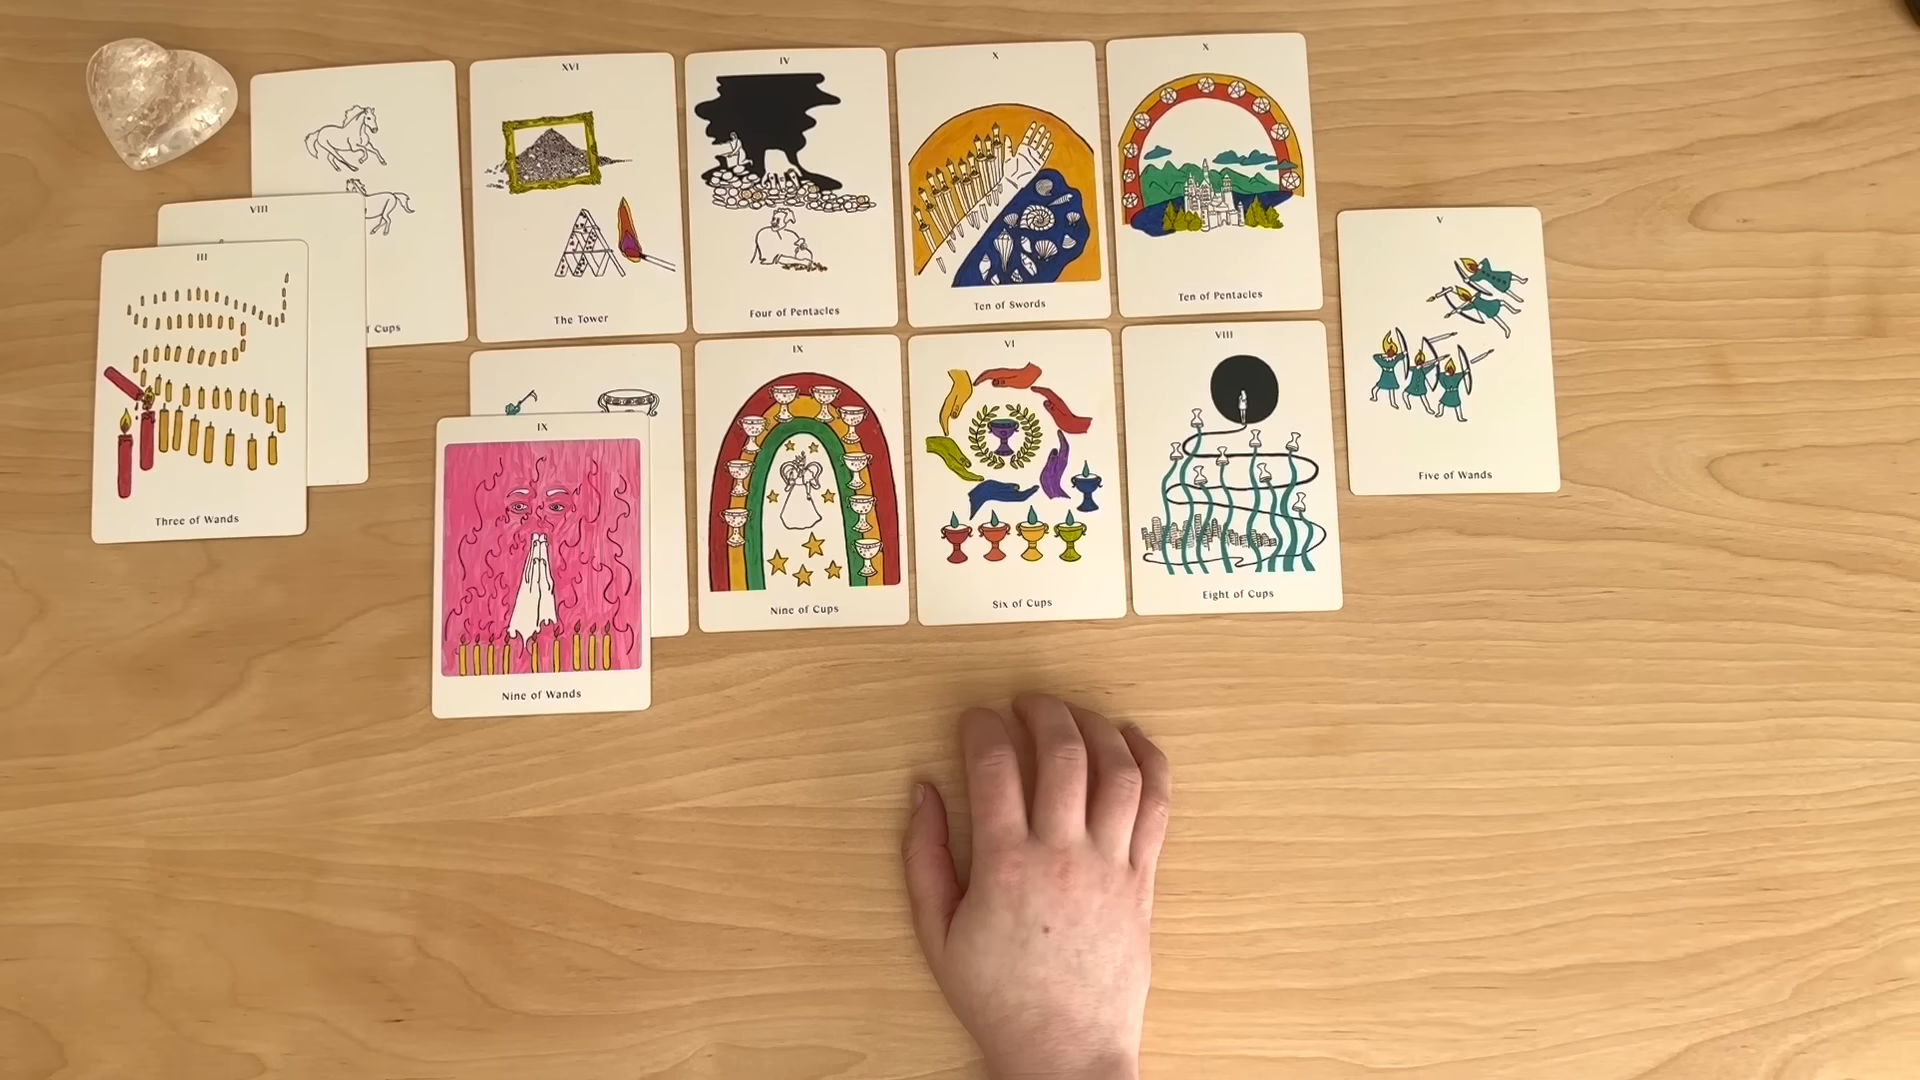 XVI
The Tower
IV
Four of Pentacles
X
Ten of Swords
X
Ten of Pentacles
V
Five of Wands
of Cups
VIII
III
Three of Wands
IX
Nine of Wands
IX
Nine of Cups
VI
Six of Cups
VIII
Eight of Cups